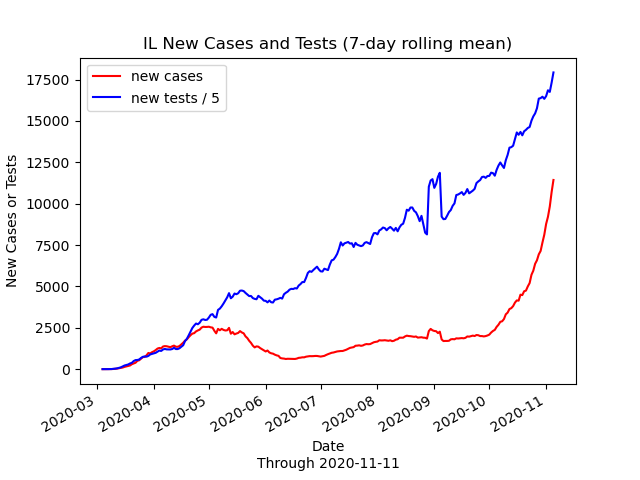 IL New Cases and Tests (7-day rolling mean)
new cases
new tests / 5
New Cases or Tests
17500
15000
12500
10000
7500
5000
2500
0
2020-03
2020-04
2020-05
2020-06
2020-07
2020-08
2020-09
2020-10
2020-11
Date
Through 2020-11-11